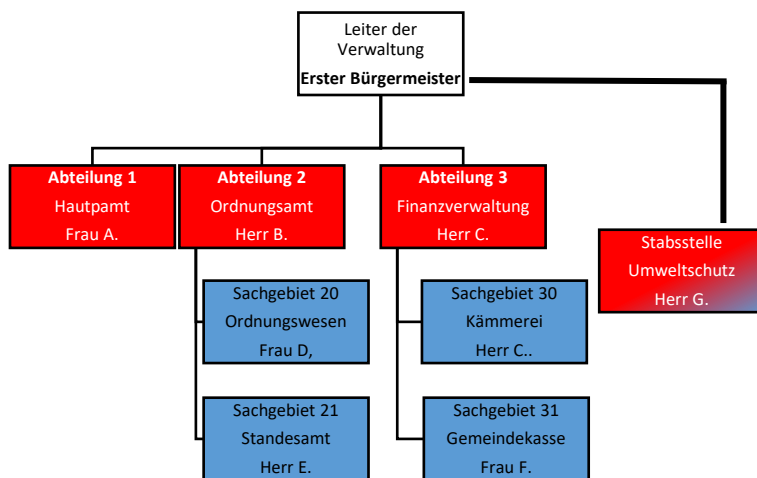 Leiter der
Verwaltung
Erster Bürgermeister
Abteilung 1
Hautpamt
Frau A.
Abteilung 2
Ordnungsamt
Herr B.
Abteilung 3
Finanzverwaltung
Herr C.
Stabsstelle
Umweltschutz
Herr G.
Sachgebiet 20
Ordnungswesen
Frau D,
Sachgebiet 30
Kämmerei
Herr C..
Sachgebiet 21
Standesamt
Herr E.
Sachgebiet 31
Gemeindekasse
Frau F.